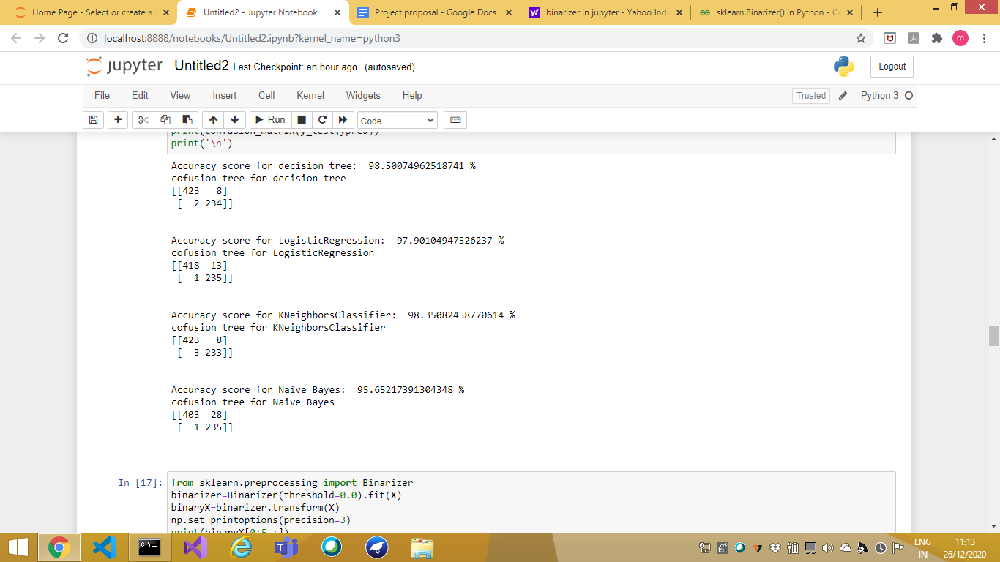 Home Page - Select or create a
Untitled2 - Jupyter Notebook
Project proposal - Google Docs
binarizer in jupyter - Yahoo Indi
sklearn.Binarizer() in Python - Ge
localhost:8888/notebooks/Untitled2.ipynb?kernel_name=python3
m
jupyter Untitled2 Last Checkpoint: an hour ago (autosaved)
Logout
File Edit View Insert Cell Kernel Widgets Help
Trusted Python 3
Run Code
print(confusion_matrix(y_test,ypred))
print('\n')
Accuracy score for decision tree:  98.50074962518741 %
cofusion tree for decision tree
[[423   8]
 [  2 234]]
Accuracy score for LogisticRegression:  97.90104947526237 %
cofusion tree for LogisticRegression
[[418  13]
 [  1 235]]
Accuracy score for KNeighborsClassifier:  98.35082458770614 %
cofusion tree for KNeighborsClassifier
[[423   8]
 [  3 233]]
Accuracy score for Naive Bayes:  95.65217391304348 %
cofusion tree for Naive Bayes
[[403  28]
 [  1 235]]
In [17]:
from sklearn.preprocessing import Binarizer
binarizer=Binarizer(threshold=0.0).fit(X)
binaryX=binarizer.transform(X)
np.set_printoptions(precision=3)
print(binaryX[0:5,:])
ENG
IN
11:13
26/12/2020